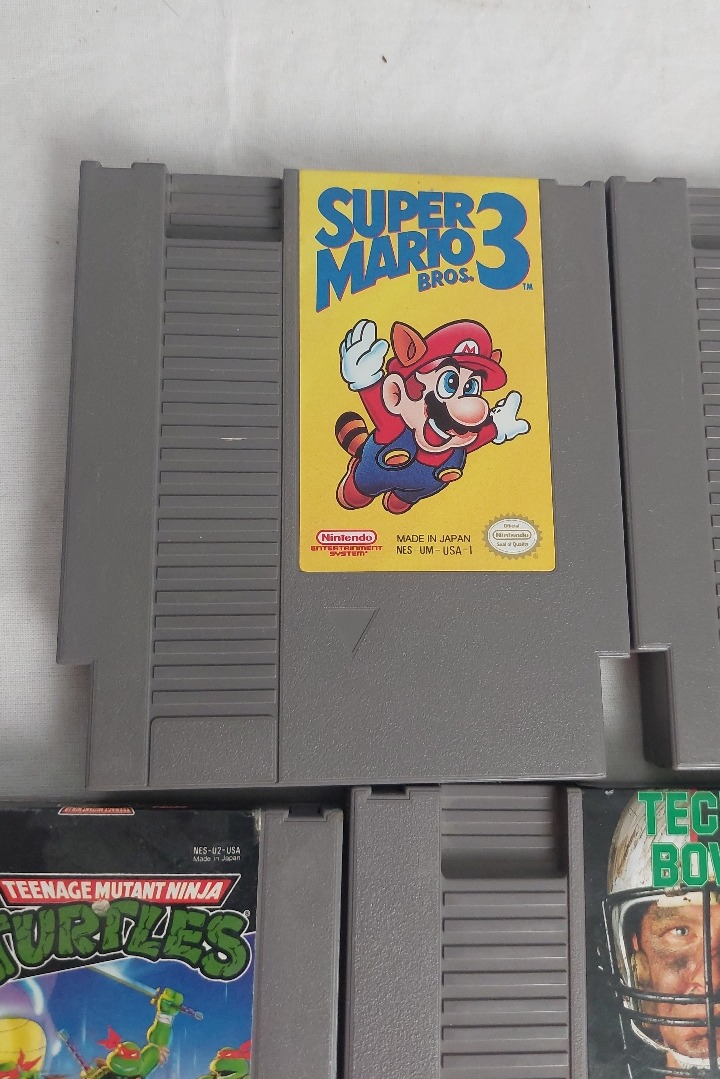 SUPER
MARIO
BROS. 3
TM
M
Nintendo
ENTERTAINMENT
SYSTEM
MADE IN JAPAN
NES-UM-USA-1
Official
Nintendo
Seal of Quality
NES-U2-USA
Made in Japan
TEENAGE MUTANT NINJA
TURTLES
TEC
BOW